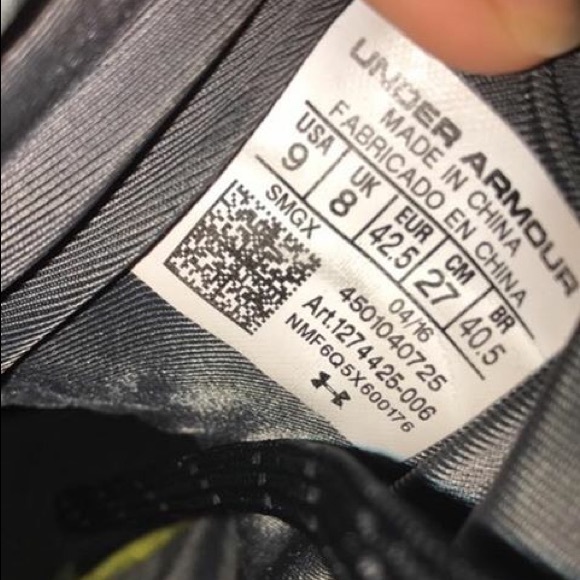 UNDER ARMOUR
MADE IN CHINA
FABRICADO EN CHINA
USA UK EUR CM BR
9 8 42.5 27 40.5
SMGX
04/16
4501040725
Art.1274425-006
NMF6Q5X600176